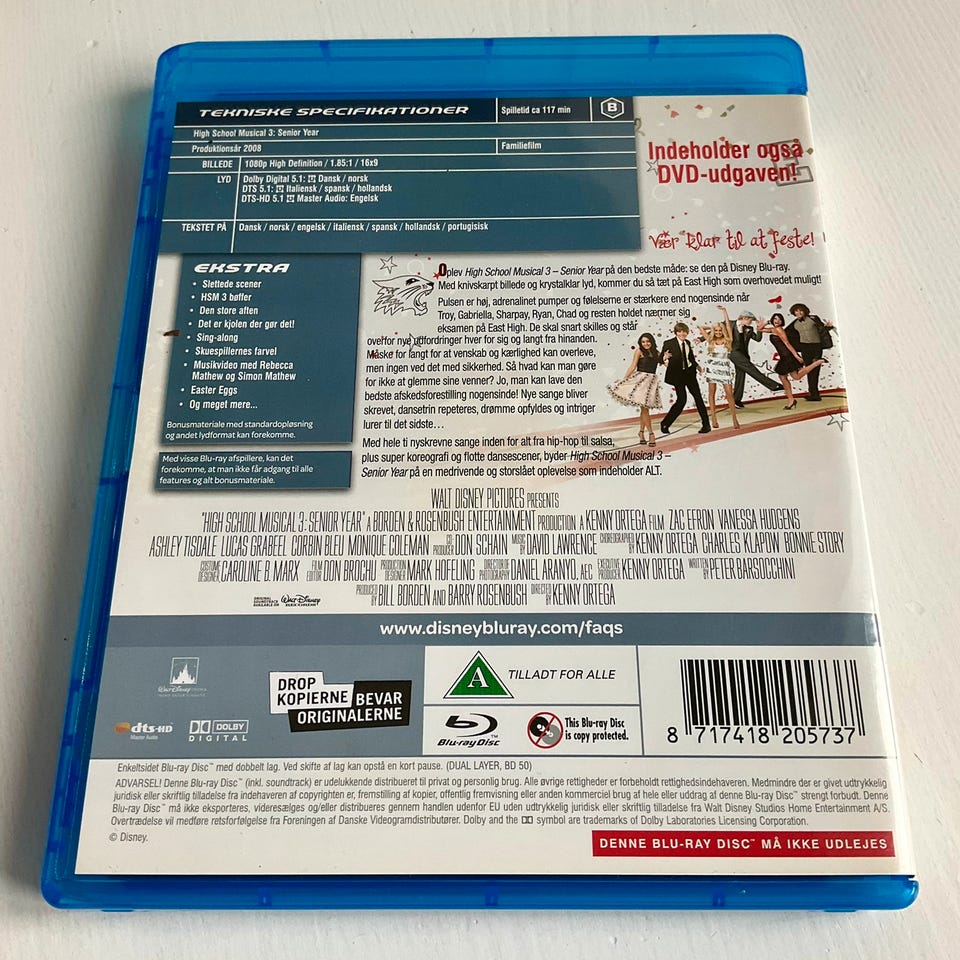 TEKNISKE SPECIFIKATIONER
Spilletid ca 117 min
B
High School Musical 3: Senior Year
Produktionsår 2008
Familiefilm
BILLEDE 1080p High Definition / 1.85:1 / 16x9
LYD Dolby Digital 5.1: Dansk / norsk
DTS 5.1: Italiensk / spansk / hollandsk
DTS-HD 5.1 Master Audio: Engelsk
TEKSTET PÅ Dansk / norsk / engelsk / italiensk / spansk / hollandsk / portugisisk
Indeholder også
DVD-udgaven!
Vær klar til at feste!
EKSTRA
• Slettede scener
• HSM 3 bøffer
• Den store aften
• Det er kjolen der gør det!
• Sing-along
• Skuespillernes farvel
• Musikvideo med Rebecca
Mathew og Simon Mathew
• Easter Eggs
• Og meget mere...
Bonusmateriale med standardopløsning
og andet lydformat kan forekomme.
Med visse Blu-ray afspillere, kan det
forekomme, at man ikke får adgang til alle
features og alt bonusmateriale.
Oplev High School Musical 3 – Senior Year på den bedste måde: se den på Disney Blu-ray.
Med knivskarpt billede og krystalklar lyd, kommer du så tæt på East High som overhovedet muligt!
Pulsen er høj, adrenalinet pumper og følelserne er stærkere end nogensinde når
Troy, Gabriella, Sharpay, Ryan, Chad og resten holdet nærmer sig
eksamen på East High. De skal snart skilles og står
overfor nye udfordringer hver for sig og langt fra hinanden.
Måske for langt for at venskab og kærlighed kan overleve,
men ingen ved det med sikkerhed. Så hvad kan man gøre
for ikke at glemme sine venner? Jo, man kan lave den
bedste afskedsforestilling nogensinde! Nye sange bliver
skrevet, dansetrin repeteres, drømme opfyldes og intriger
lurer til det sidste…
Med hele ti nyskrevne sange inden for alt fra hip-hop til salsa,
plus super koreografi og flotte dansescener, byder High School Musical 3 –
Senior Year på en medrivende og storslået oplevelse som indeholder ALT.
WALT DISNEY PICTURES PRESENTS
"HIGH SCHOOL MUSICAL 3: SENIOR YEAR" A BORDEN & ROSENBUSH ENTERTAINMENT PRODUCTION A KENNY ORTEGA FILM ZAC EFRON VANESSA HUDGENS
ASHLEY TISDALE LUCAS GRABEEL CORBIN BLEU MONIQUE COLEMAN CO-PRODUCER DON SCHAIN MUSIC BY DAVID LAWRENCE CHOREOGRAPHED BY KENNY ORTEGA CHARLES KLAPOW BONNIE STORY
COSTUME DESIGNER CAROLINE B. MARX FILM EDITOR DON BROCHU PRODUCTION DESIGNER MARK HOFELING DIRECTOR OF PHOTOGRAPHY DANIEL ARANYO, AEC EXECUTIVE PRODUCER KENNY ORTEGA WRITTEN BY PETER BARSOCCHINI
ORIGINAL SOUNDTRACK AVAILABLE ON Walt Disney RECORDS PRODUCED BY BILL BORDEN AND BARRY ROSENBUSH DIRECTED BY KENNY ORTEGA
www.disneybluray.com/faqs
Walt Disney
dts-HD
Master Audio
DOLBY
DIGITAL
DROP
KOPIERNE BEVAR
ORIGINALERNE
A TILLADT FOR ALLE
Blu-ray Disc
This Blu-ray Disc
is copy protected.
8 717418 205737
Enkeltsidet Blu-ray Disc™ med dobbelt lag. Ved skifte af lag kan opstå en kort pause. (DUAL LAYER, BD 50)
ADVARSEL! Denne Blu-ray Disc™ (inkl. soundtrack) er udelukkende distribueret til privat og personlig brug. Alle øvrige rettigheder er forbeholdt rettighedsindehaveren. Medmindre der er givet udtrykkelig
juridisk eller skriftlig tilladelse fra indehaveren af copyrighten er, fremstilling af kopier, offentlig fremvisning eller anden kommerciel brug af hele eller uddrag af denne Blu-ray Disc™ strengt forbudt. Denne
Blu-ray Disc™ må ikke eksporteres, videresælges og/eller distribueres gennem handlen udenfor EU uden udtrykkelig juridisk eller skriftlig tilladelse fra Walt Disney Studios Home Entertainment A/S.
Overtrædelse vil medføre retsforfølgelse fra Foreningen af Danske Videogramdistributører. Dolby and the DD symbol are trademarks of Dolby Laboratories Licensing Corporation.
© Disney.
DENNE BLU-RAY DISC™ MÅ IKKE UDLEJES